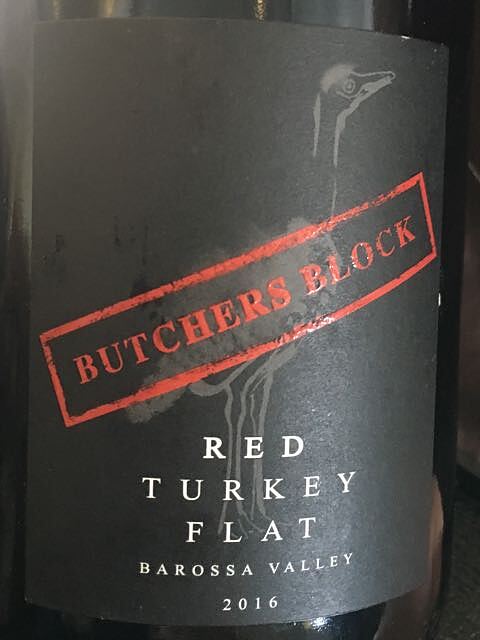 BUTCHERS BLOCK
RED
TURKEY
FLAT
BAROSSA VALLEY
2016